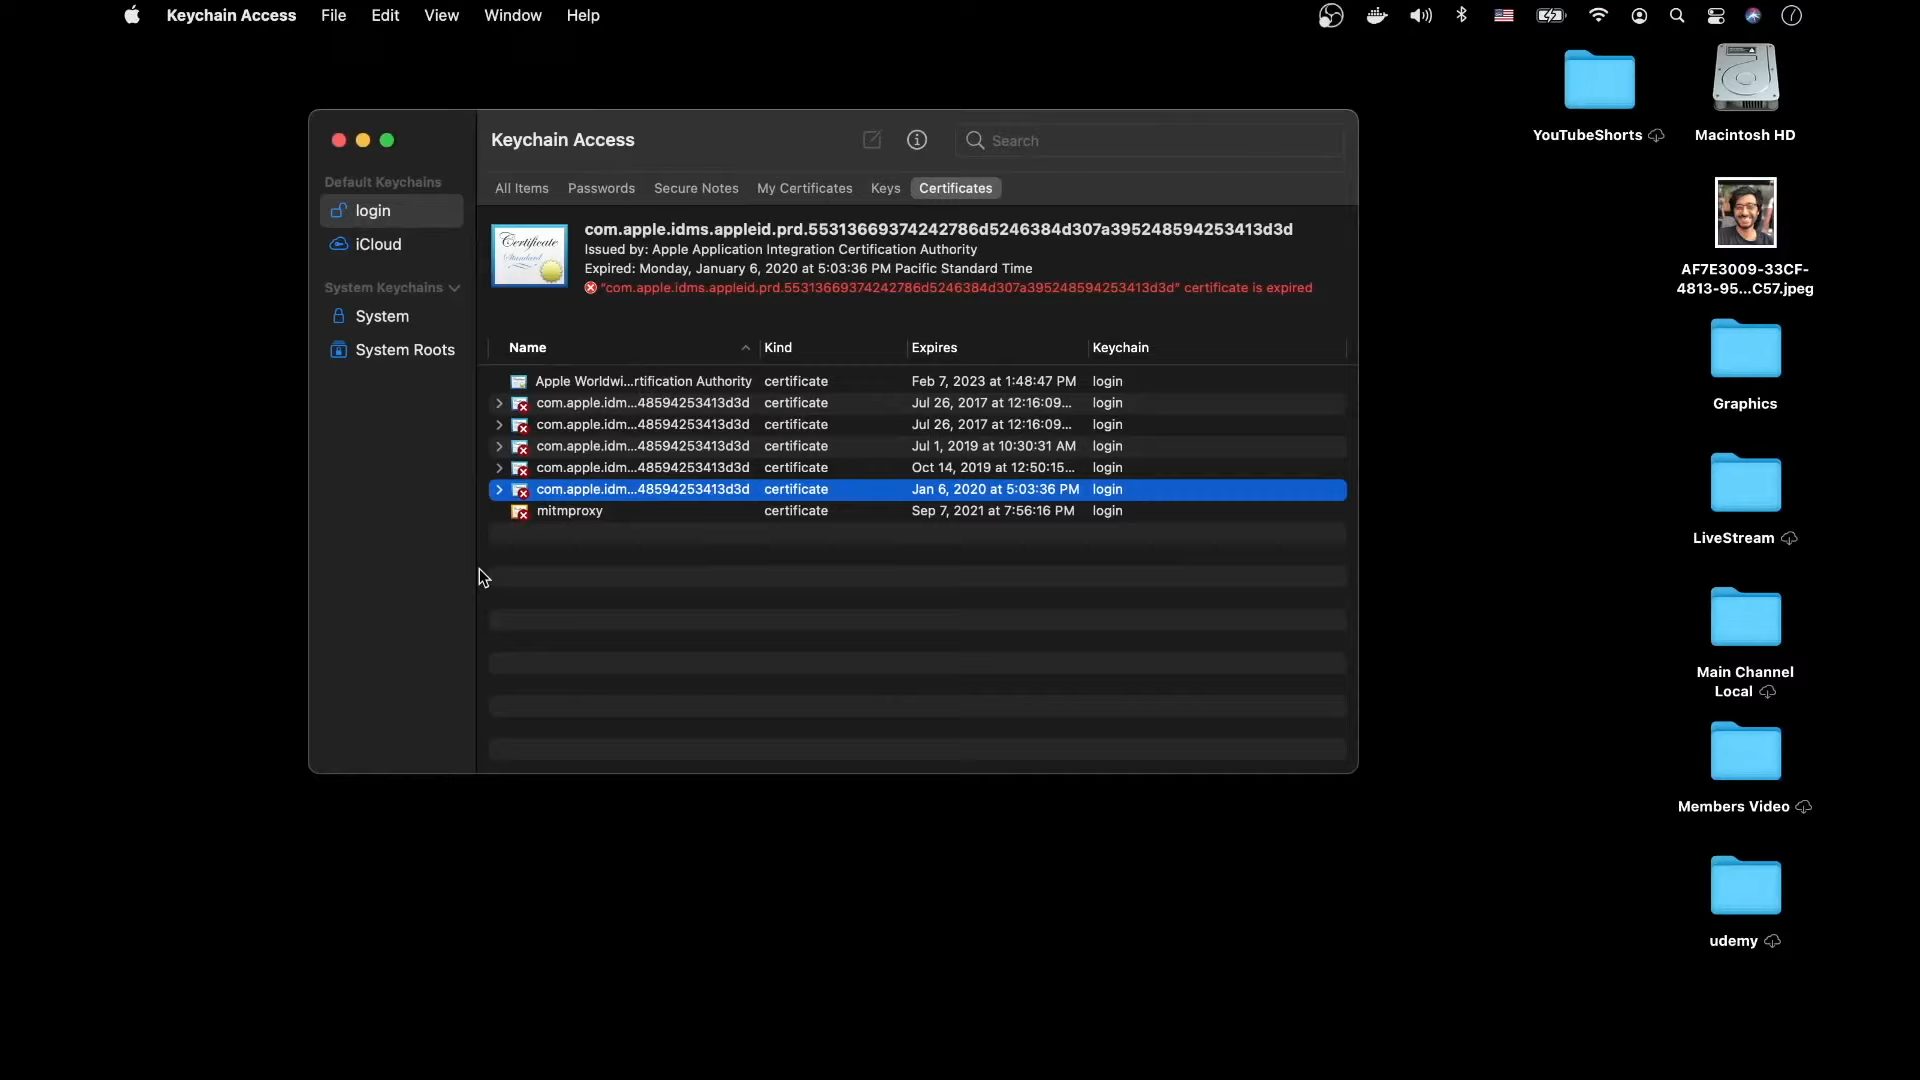 Keychain Access File Edit View Window Help
YouTubeShorts
Macintosh HD
AF7E3009-33CF-
4813-95...C57.jpeg
Graphics
LiveStream
Main Channel
Local
Members Video
udemy
Keychain Access
Search
All Items Passwords Secure Notes My Certificates Keys Certificates
Default Keychains
login
iCloud
System Keychains
System
System Roots
Certificate
Standard
com.apple.idms.appleid.prd.55313669374242786d5246384d307a395248594253413d3d
Issued by: Apple Application Integration Certification Authority
Expired: Monday, January 6, 2020 at 5:03:36 PM Pacific Standard Time
"com.apple.idms.appleid.prd.55313669374242786d5246384d307a395248594253413d3d" certificate is expired
Name Kind Expires Keychain
Apple Worldwi...rtification Authority certificate Feb 7, 2023 at 1:48:47 PM login
com.apple.idm...48594253413d3d certificate Jul 26, 2017 at 12:16:09... login
com.apple.idm...48594253413d3d certificate Jul 26, 2017 at 12:16:09... login
com.apple.idm...48594253413d3d certificate Jul 1, 2019 at 10:30:31 AM login
com.apple.idm...48594253413d3d certificate Oct 14, 2019 at 12:50:15... login
com.apple.idm...48594253413d3d certificate Jan 6, 2020 at 5:03:36 PM login
mitmproxy certificate Sep 7, 2021 at 7:56:16 PM login